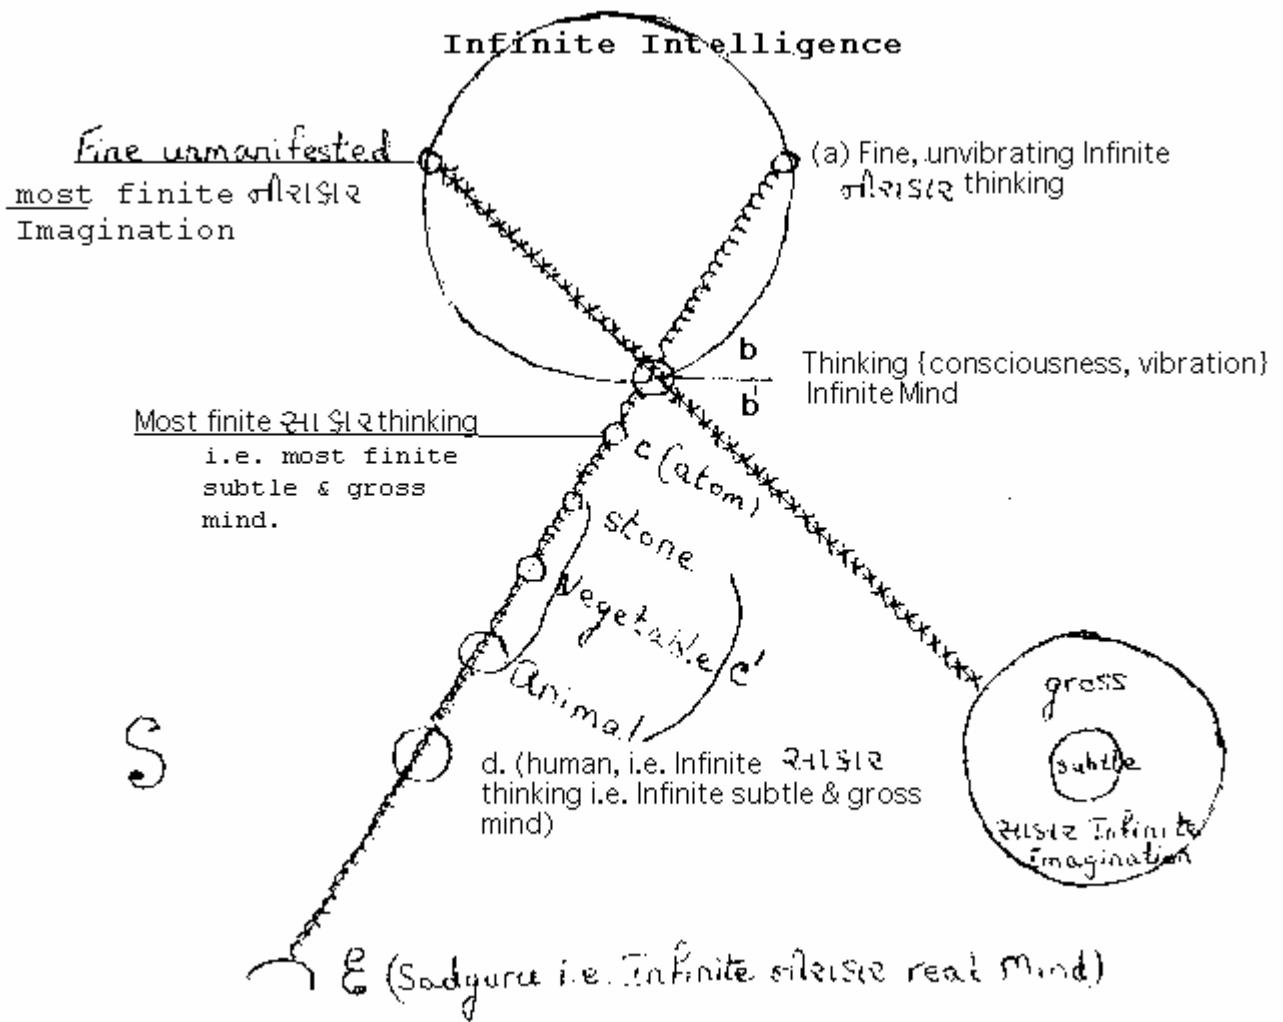 Infinite Intelligence
Fine unmanifested
most finite નીરાકાર
Imagination
(a) Fine, unvibrating Infinite
નીરાકાર thinking
b
b'
Thinking {consciousness, vibration}
Infinite Mind
Most finite સાકાર thinking
i.e. most finite
subtle & gross
mind.
c (atom)
stone
Vegetable
c'
animal
S
d. (human, i.e. Infinite સાકાર
thinking i.e. Infinite subtle & gross
mind)
gross
subtle
સાકાર Infinite
imagination
E (Sadguru i.e. Infinite નીરાકાર real Mind)